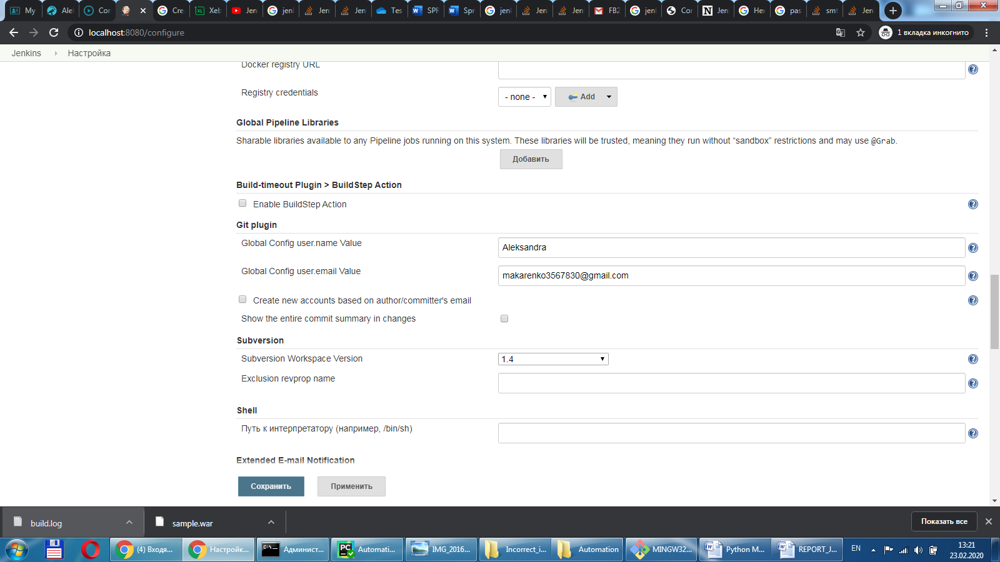 My
Alel
Cor
Cre
Xeb
Jen
jenl
Jenl
Jen
Tes
SPR
Spr
jenl
Jeni
Jen
FB2
jenl
Cor
Jen
Hei
pas
smt
Jen
localhost:8080/configure
1 вкладка инкогнито
Jenkins
Настройка
Docker registry URL
Registry credentials
- none -
Add
Global Pipeline Libraries
Sharable libraries available to any Pipeline jobs running on this system. These libraries will be trusted, meaning they run without “sandbox” restrictions and may use @Grab.
Добавить
Build-timeout Plugin > BuildStep Action
Enable BuildStep Action
Git plugin
Global Config user.name Value
Aleksandra
Global Config user.email Value
makarenko3567830@gmail.com
Create new accounts based on author/committer's email
Show the entire commit summary in changes
Subversion
Subversion Workspace Version
1.4
Exclusion revprop name
Shell
Путь к интерпретатору (например, /bin/sh)
Extended E-mail Notification
Сохранить
Применить
build.log
sample.war
Показать все
(4) Входя...
Настройк...
Админист...
Automati...
IMG_2016...
Incorrect_i...
Automation
MINGW32...
Python M...
REPORT_J...
EN
13:21
23.02.2020